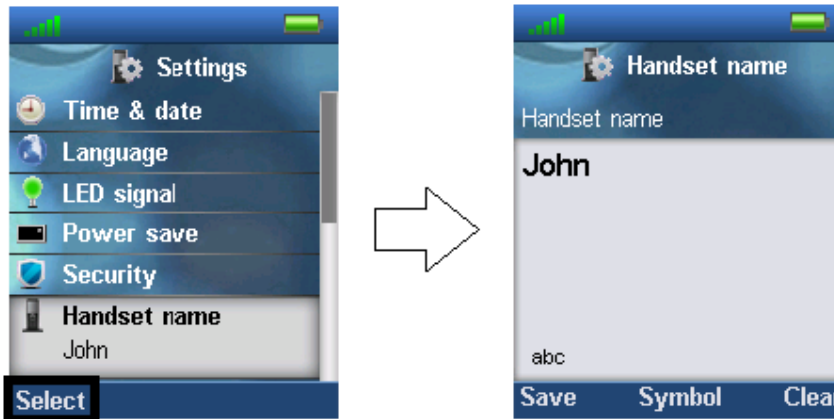 Settings
Time & date
Language
LED signal
Power save
Security
Handset name
John
Select
Handset name
Handset name
John
abc
Save Symbol Clea